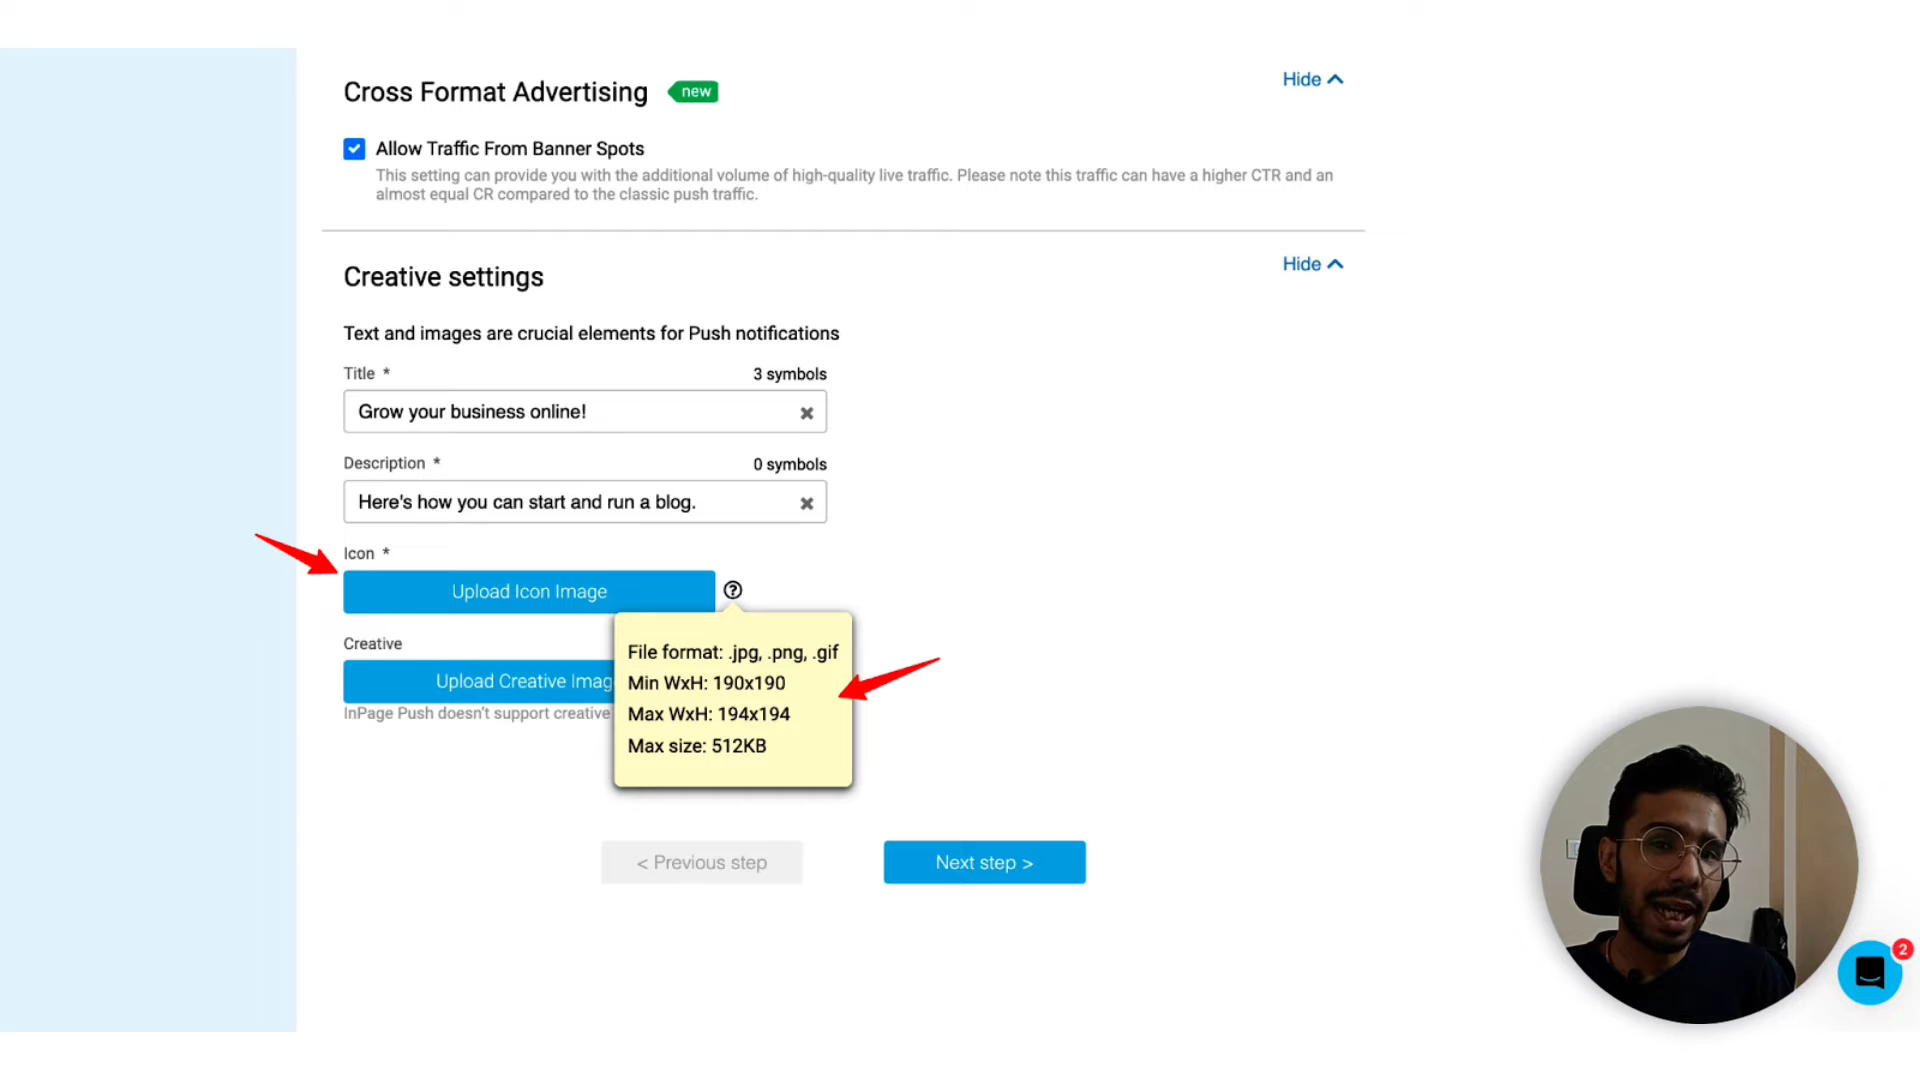 Cross Format Advertising new Hide
Allow Traffic From Banner Spots
This setting can provide you with the additional volume of high-quality live traffic. Please note this traffic can have a higher CTR and an
almost equal CR compared to the classic push traffic.
Creative settings Hide
Text and images are crucial elements for Push notifications
Title * 3 symbols
Grow your business online!
Description * 0 symbols
Here's how you can start and run a blog.
Icon *
Upload Icon Image ?
Creative
Upload Creative Imag
InPage Push doesn't support creative
File format: .jpg, .png, .gif
Min WxH: 190x190
Max WxH: 194x194
Max size: 512KB
< Previous step Next step >
2